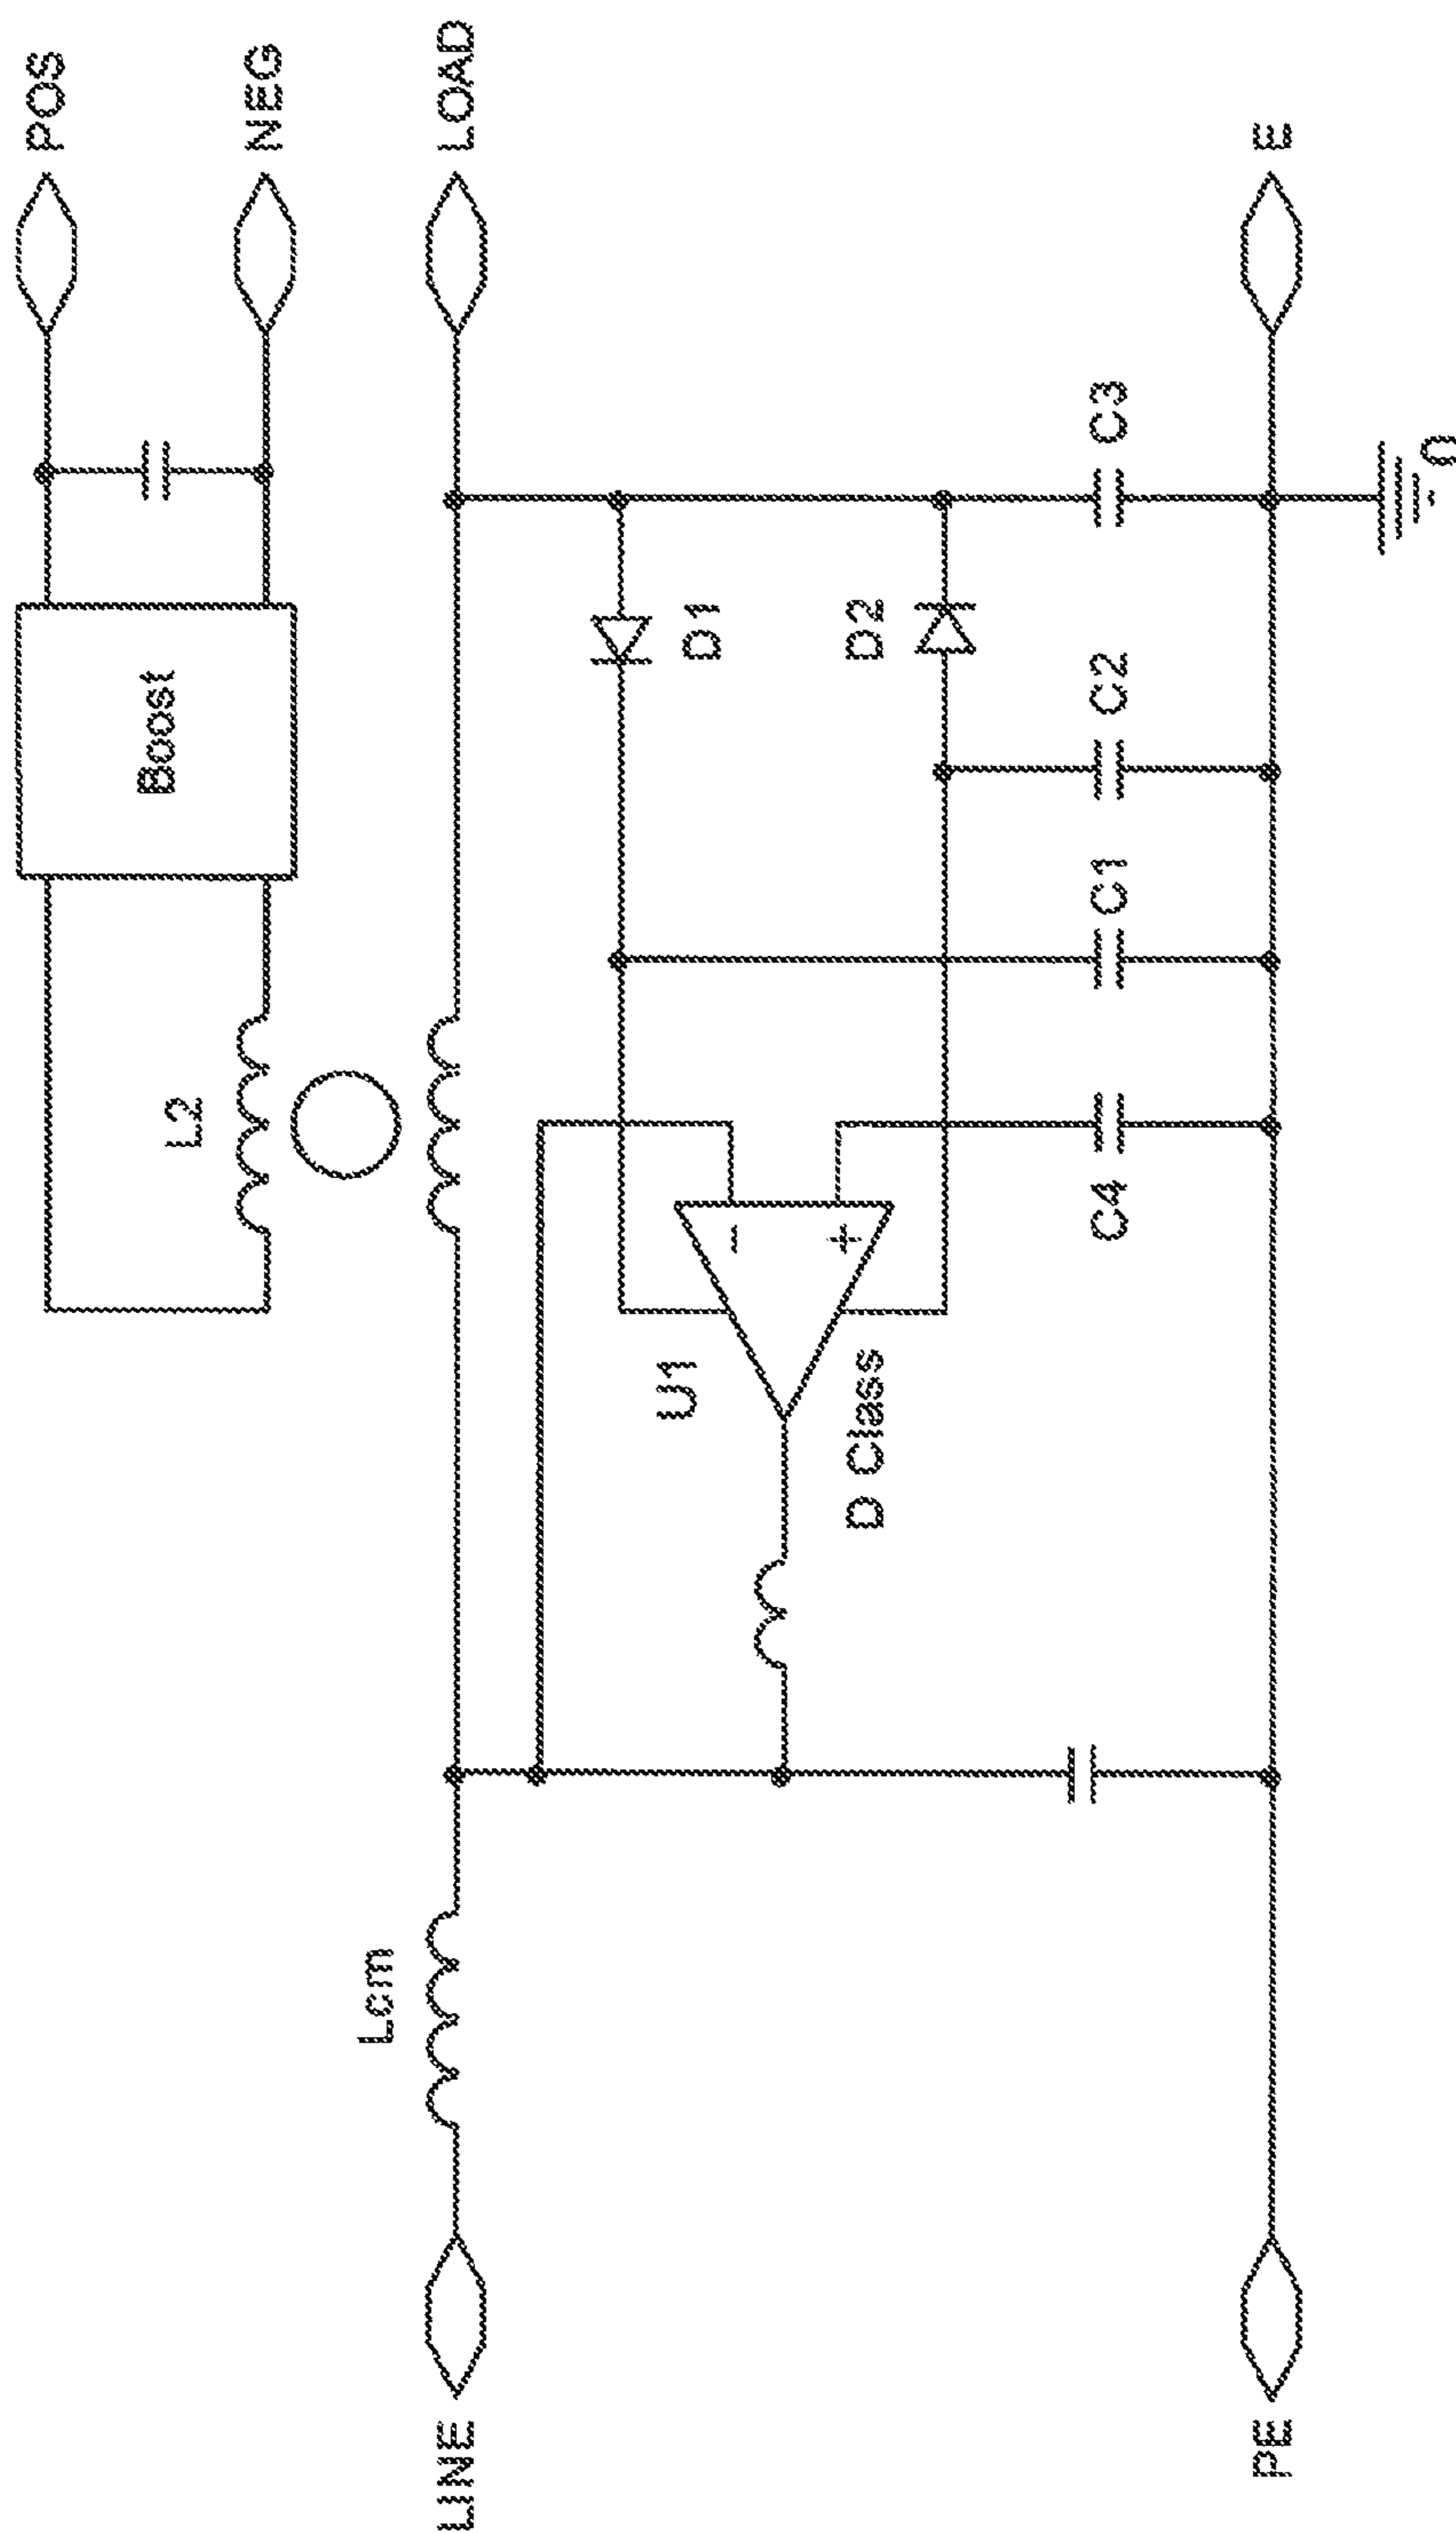 POS
Boost
L2
NEG
Lcm
LINE
LOAD
U1
D1
-
+
D Class
D2
C4
C1
C2
C3
PE
E
0